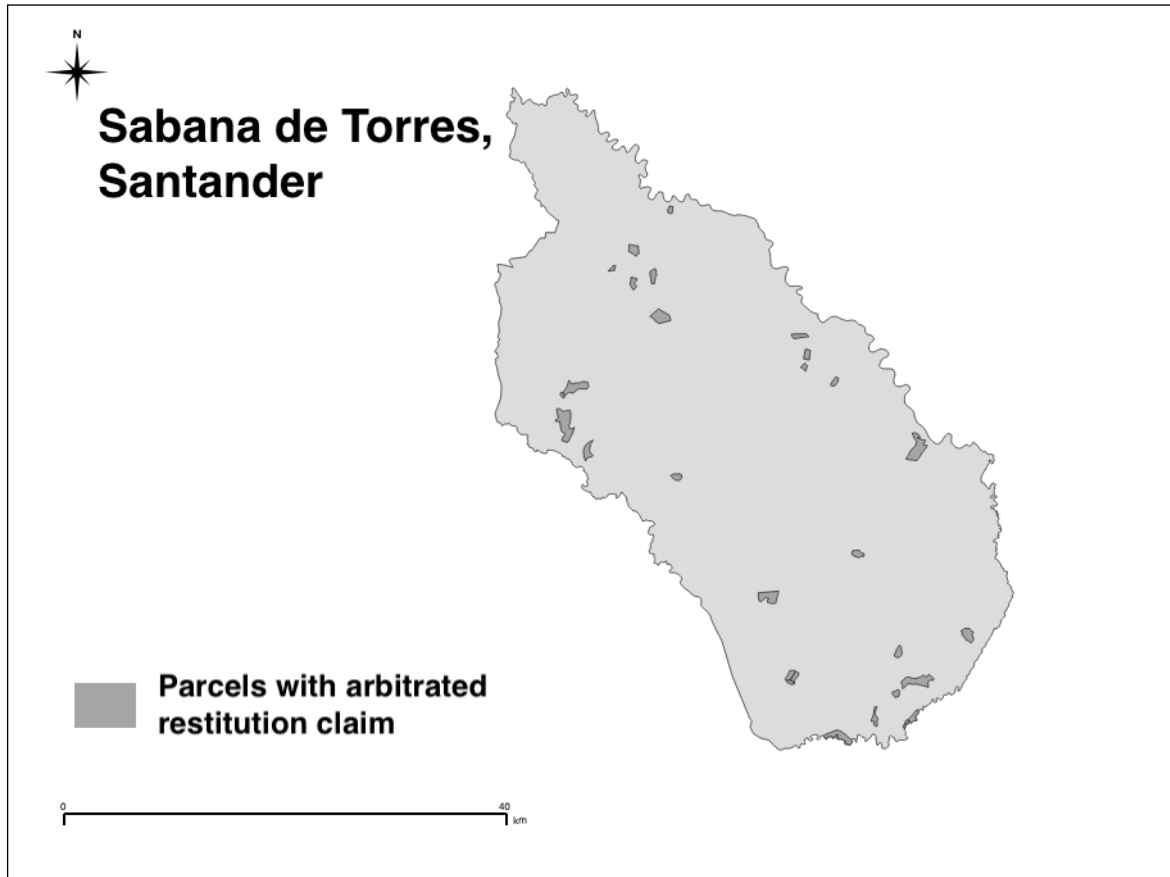 N
Sabana de Torres,
Santander
Parcels with arbitrated
restitution claim
0 40
km